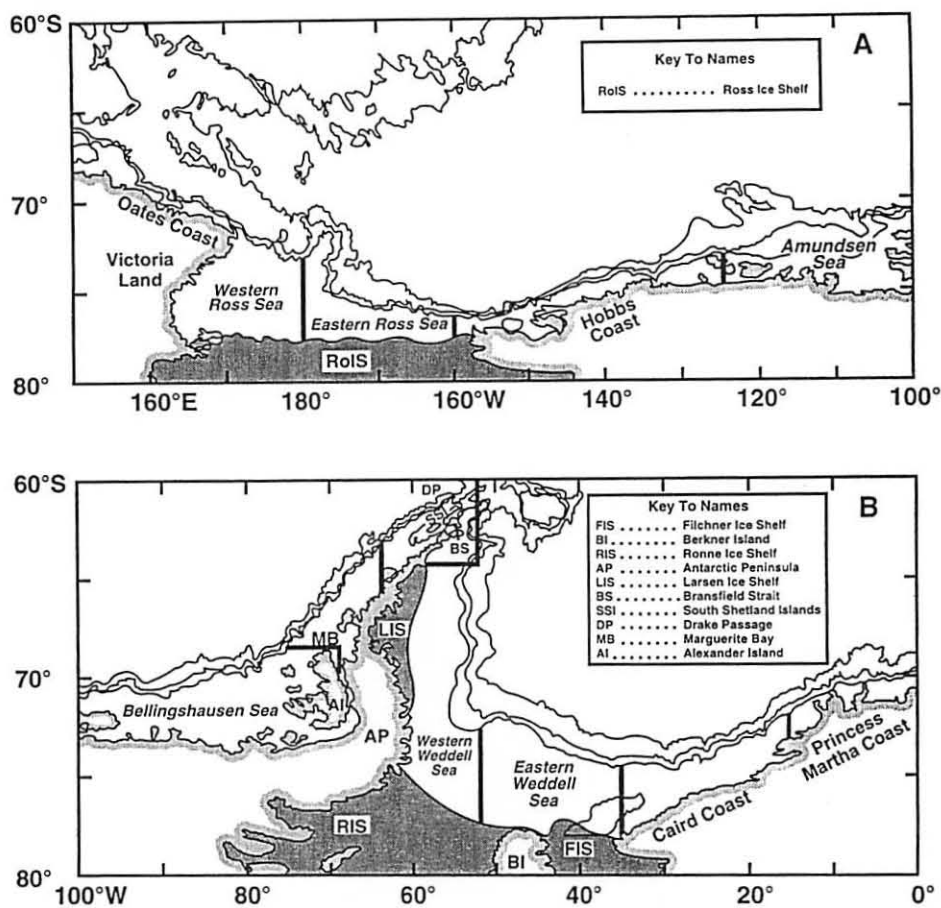 60°S
A
Key To Names
RoIS ......... Ross Ice Shelf
70°
Oates Coast
Victoria
Land
Western
Ross Sea
Eastern Ross Sea
Amundsen
Sea
Hobbs
Coast
RoIS
80°
160°E
180°
160°W
140°
120°
100°
60°S
B
Key To Names
FIS ....... Filchner Ice Shelf
BI ........ Berkner Island
RIS ....... Ronne Ice Shelf
AP ....... Antarctic Peninsula
LIS ....... Larsen Ice Shelf
BS ....... Bransfield Strait
SSI ....... South Shetland Islands
DP ....... Drake Passage
MB ....... Marguerite Bay
AI ........ Alexander Island
DP
SSI
BS
LIS
MB
70°
Bellingshausen Sea
AI
AP
Western
Weddell
Sea
Eastern
Weddell
Sea
Princess
Martha Coast
Caird Coast
RIS
FIS
BI
80°
100°W
80°
60°
40°
20°
0°